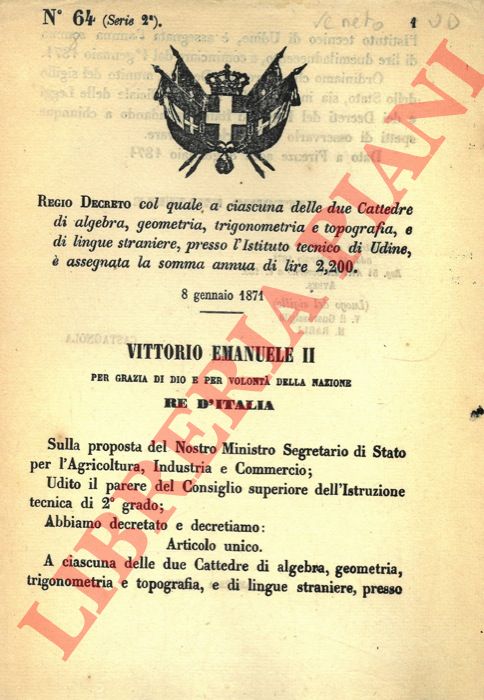 N° 64 (Serie 2ª).
veneto
1
UD
REGIO DECRETO col quale a ciascuna delle due Cattedre
di algebra, geometria, trigonometria e topografia, e
di lingue straniere, presso l'Istituto tecnico di Udine,
è assegnata la somma annua di lire 2,200.
8 gennaio 1871
VITTORIO EMANUELE II
PER GRAZIA DI DIO E PER VOLONTÀ DELLA NAZIONE
RE D'ITALIA
Sulla proposta del Nostro Ministro Segretario di Stato
per l'Agricoltura, Industria e Commercio;
Udito il parere del Consiglio superiore dell'Istruzione
tecnica di 2° grado;
Abbiamo decretato e decretiamo:
Articolo unico.
A ciascuna delle due Cattedre di algebra, geometria,
trigonometria e topografia, e di lingue straniere, presso
LIBRERIA PIANI